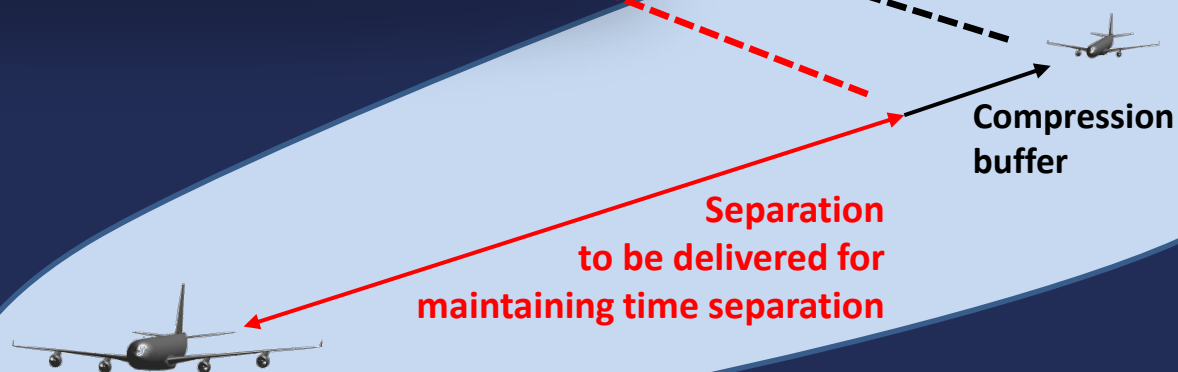 Compression
buffer
Separation
to be delivered for
maintaining time separation